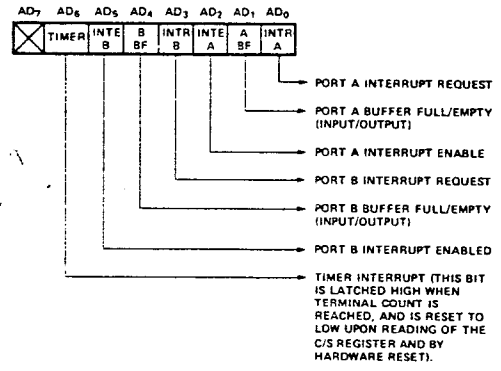 AD7 AD6 AD5 AD4 AD3 AD2 AD1 AD0
TIMER INTE B B BF INTR B INTE A A BF INTR A
PORT A INTERRUPT REQUEST
PORT A BUFFER FULL/EMPTY
(INPUT/OUTPUT)
PORT A INTERRUPT ENABLE
PORT B INTERRUPT REQUEST
PORT B BUFFER FULL/EMPTY
(INPUT/OUTPUT)
PORT B INTERRUPT ENABLED
TIMER INTERRUPT (THIS BIT
IS LATCHED HIGH WHEN
TERMINAL COUNT IS
REACHED, AND IS RESET TO
LOW UPON READING OF THE
C/S REGISTER AND BY
HARDWARE RESET).